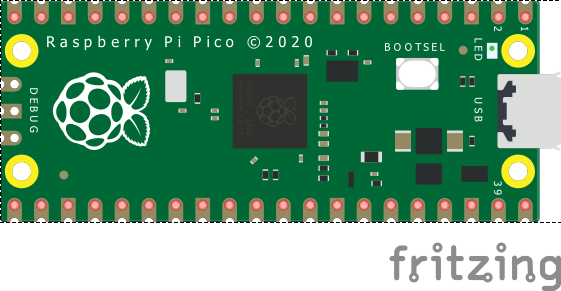 2
1
Raspberry Pi Pico ©2020
BOOTSEL
LED
DEBUG
USB
39
fritzing